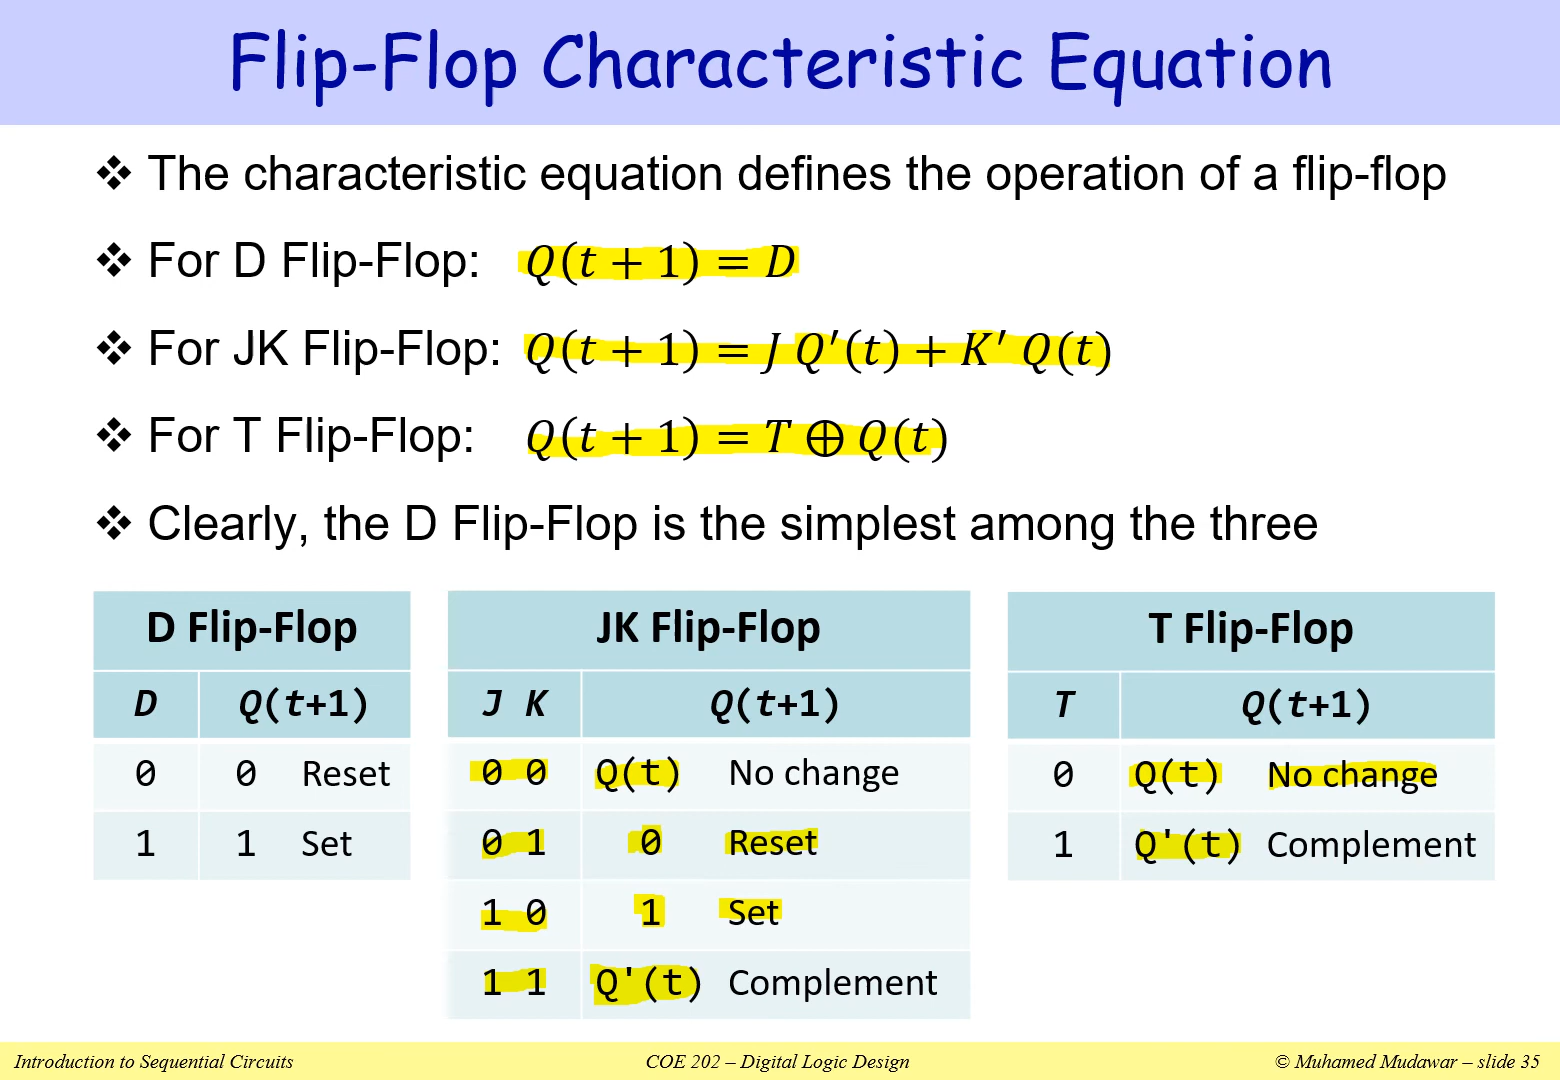 Flip-Flop Characteristic Equation
❖ The characteristic equation defines the operation of a flip-flop
❖ For D Flip-Flop: Q(t + 1) = D
❖ For JK Flip-Flop: Q(t + 1) = J Q′(t) + K′ Q(t)
❖ For T Flip-Flop: Q(t + 1) = T ⊕ Q(t)
❖ Clearly, the D Flip-Flop is the simplest among the three
D Flip-Flop
D Q(t+1)
0 0 Reset
1 1 Set
JK Flip-Flop
J K Q(t+1)
0 0 Q(t) No change
0 1 0 Reset
1 0 1 Set
1 1 Q'(t) Complement
T Flip-Flop
T Q(t+1)
0 Q(t) No change
1 Q'(t) Complement
Introduction to Sequential Circuits
COE 202 – Digital Logic Design
© Muhamed Mudawar – slide 35